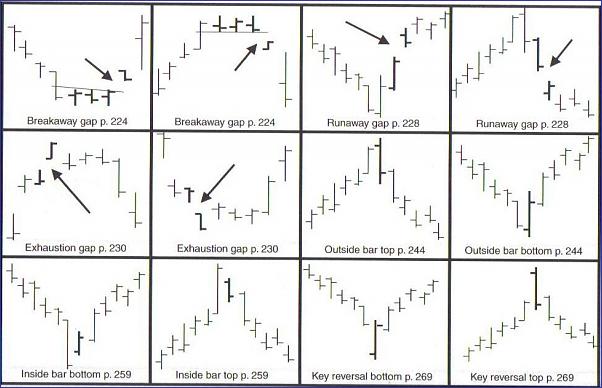 Breakaway gap p. 224
Breakaway gap p. 224
Runaway gap p. 228
Runaway gap p. 228
Exhaustion gap p. 230
Exhaustion gap p. 230
Outside bar top p. 244
Outside bar bottom p. 244
Inside bar bottom p. 259
Inside bar top p. 259
Key reversal bottom p. 269
Key reversal top p. 269